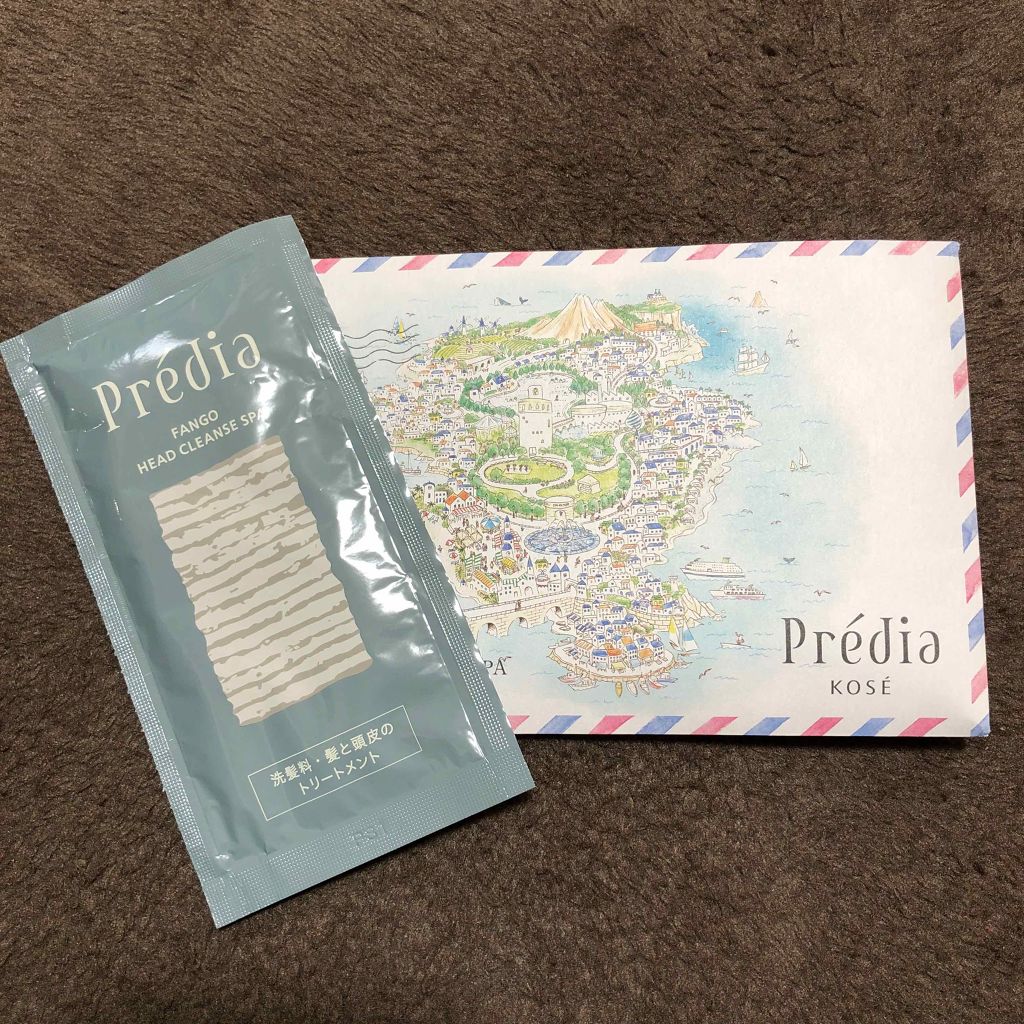 Prédia
FANGO
HEAD CLEANSE SPA
洗髪料・髪と頭皮の
トリートメント
Prédia
KOSÉ